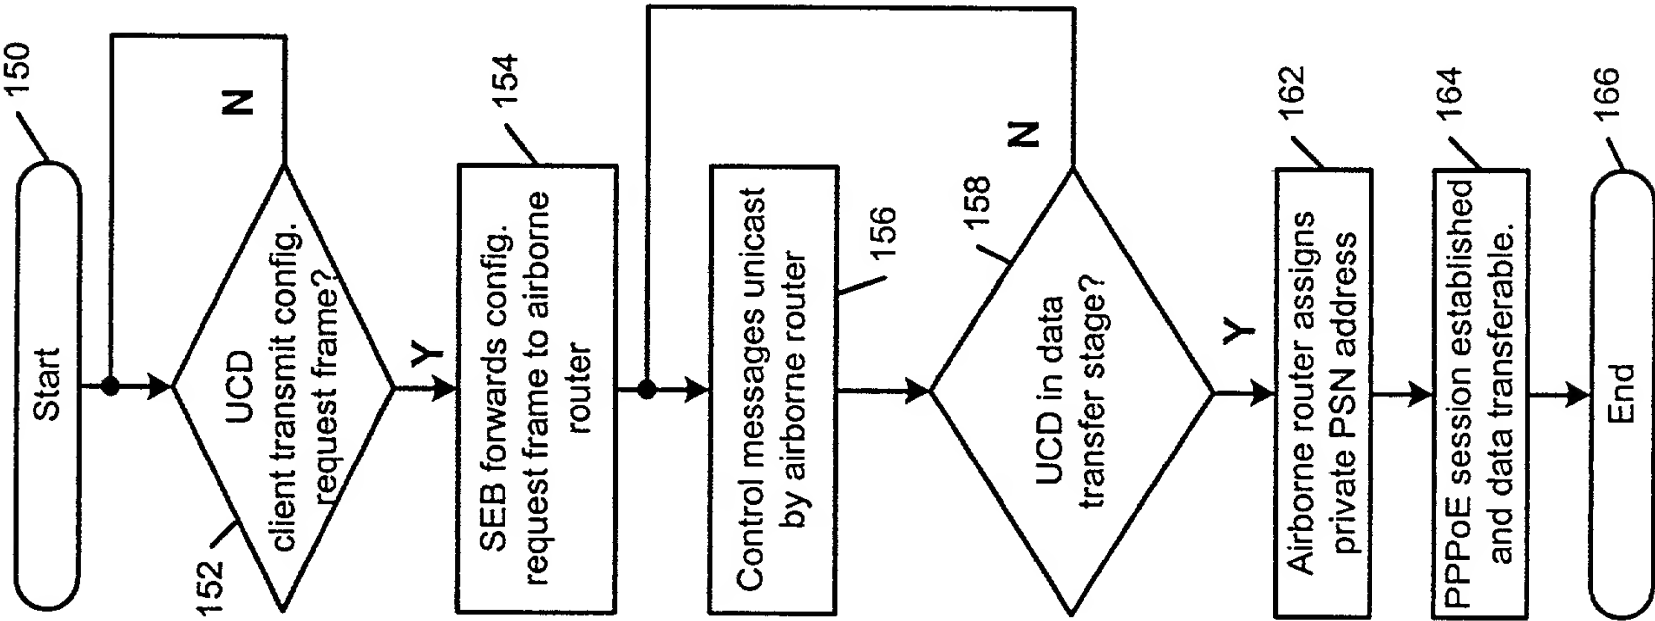 Start
150
UCD
client transmit config.
request frame?
152
N
Y
SEB forwards config.
request frame to airborne
router
154
Control messages unicast
by airborne router
156
UCD in data
transfer stage?
158
N
Y
Airborne router assigns
private PSN address
162
PPPoE session established
and data transferable.
164
End
166